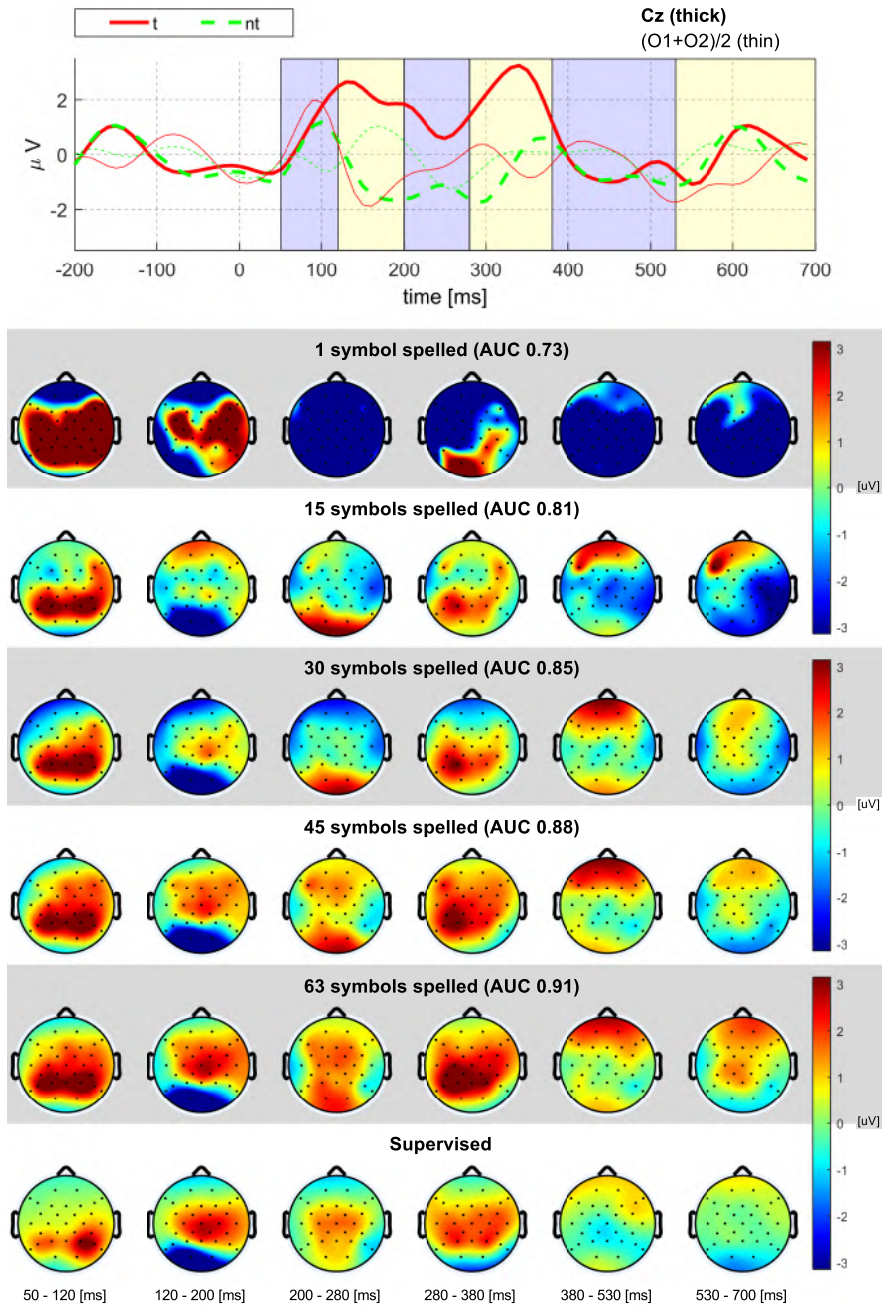 t nt
Cz (thick)
(O1+O2)/2 (thin)
2
0
-2
μ V
-200 -100 0 100 200 300 400 500 600 700
time [ms]
1 symbol spelled (AUC 0.73)
3
2
1
0 [uV]
-1
-2
-3
15 symbols spelled (AUC 0.81)
30 symbols spelled (AUC 0.85)
3
2
1
0 [uV]
-1
-2
-3
45 symbols spelled (AUC 0.88)
63 symbols spelled (AUC 0.91)
3
2
1
0 [uV]
-1
-2
-3
Supervised
50 - 120 [ms] 120 - 200 [ms] 200 - 280 [ms] 280 - 380 [ms] 380 - 530 [ms] 530 - 700 [ms]